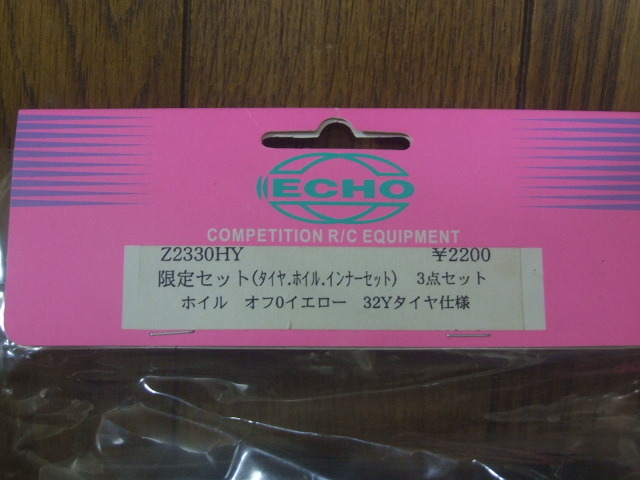 ECHO
COMPETITION R/C EQUIPMENT
Z2330HY ¥2200
限定セット(タイヤ.ホイル.インナーセット) 3点セット
ホイル オフ0イエロー 32Yタイヤ仕様